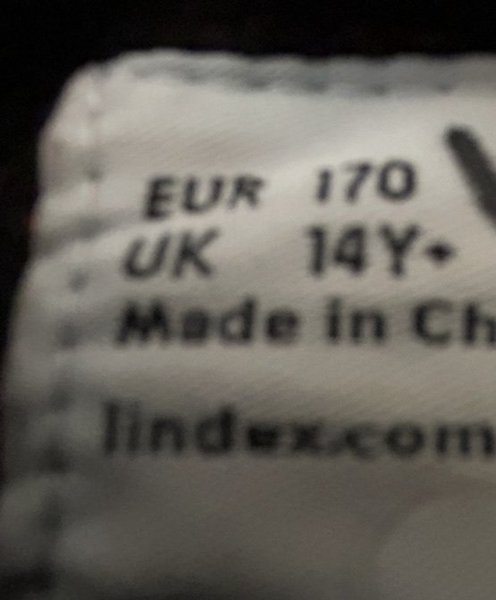 EUR 170
UK 14Y+
Made in Ch
lindex.com